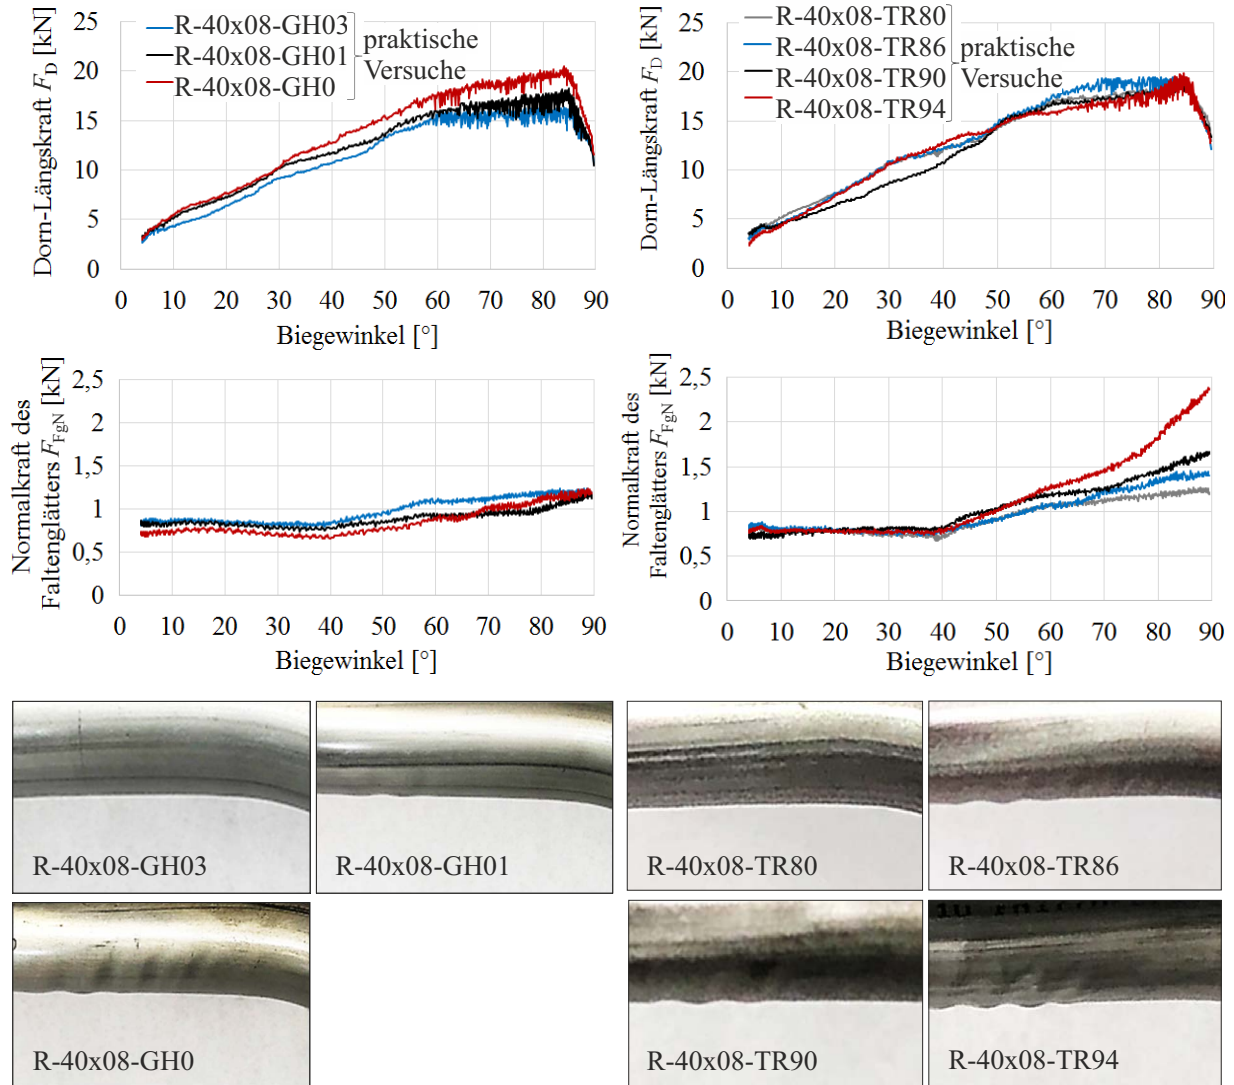 Dorn-Längskraft F_D [kN]
25
20
15
10
5
0
R-40x08-GH03
R-40x08-GH01
R-40x08-GH0
praktische
Versuche
0 10 20 30 40 50 60 70 80 90
Biegewinkel [°]
Dorn-Längskraft F_D [kN]
25
20
15
10
5
0
R-40x08-TR80
R-40x08-TR86
R-40x08-TR90
R-40x08-TR94
praktische
Versuche
0 10 20 30 40 50 60 70 80 90
Biegewinkel [°]
Normalkraft des
Faltenglätters F_FgN [kN]
2,5
2
1,5
1
0,5
0
0 10 20 30 40 50 60 70 80 90
Biegewinkel [°]
Normalkraft des
Faltenglätters F_FgN [kN]
2,5
2
1,5
1
0,5
0
0 10 20 30 40 50 60 70 80 90
Biegewinkel [°]
R-40x08-GH03
R-40x08-GH01
R-40x08-TR80
R-40x08-TR86
R-40x08-GH0
R-40x08-TR90
R-40x08-TR94